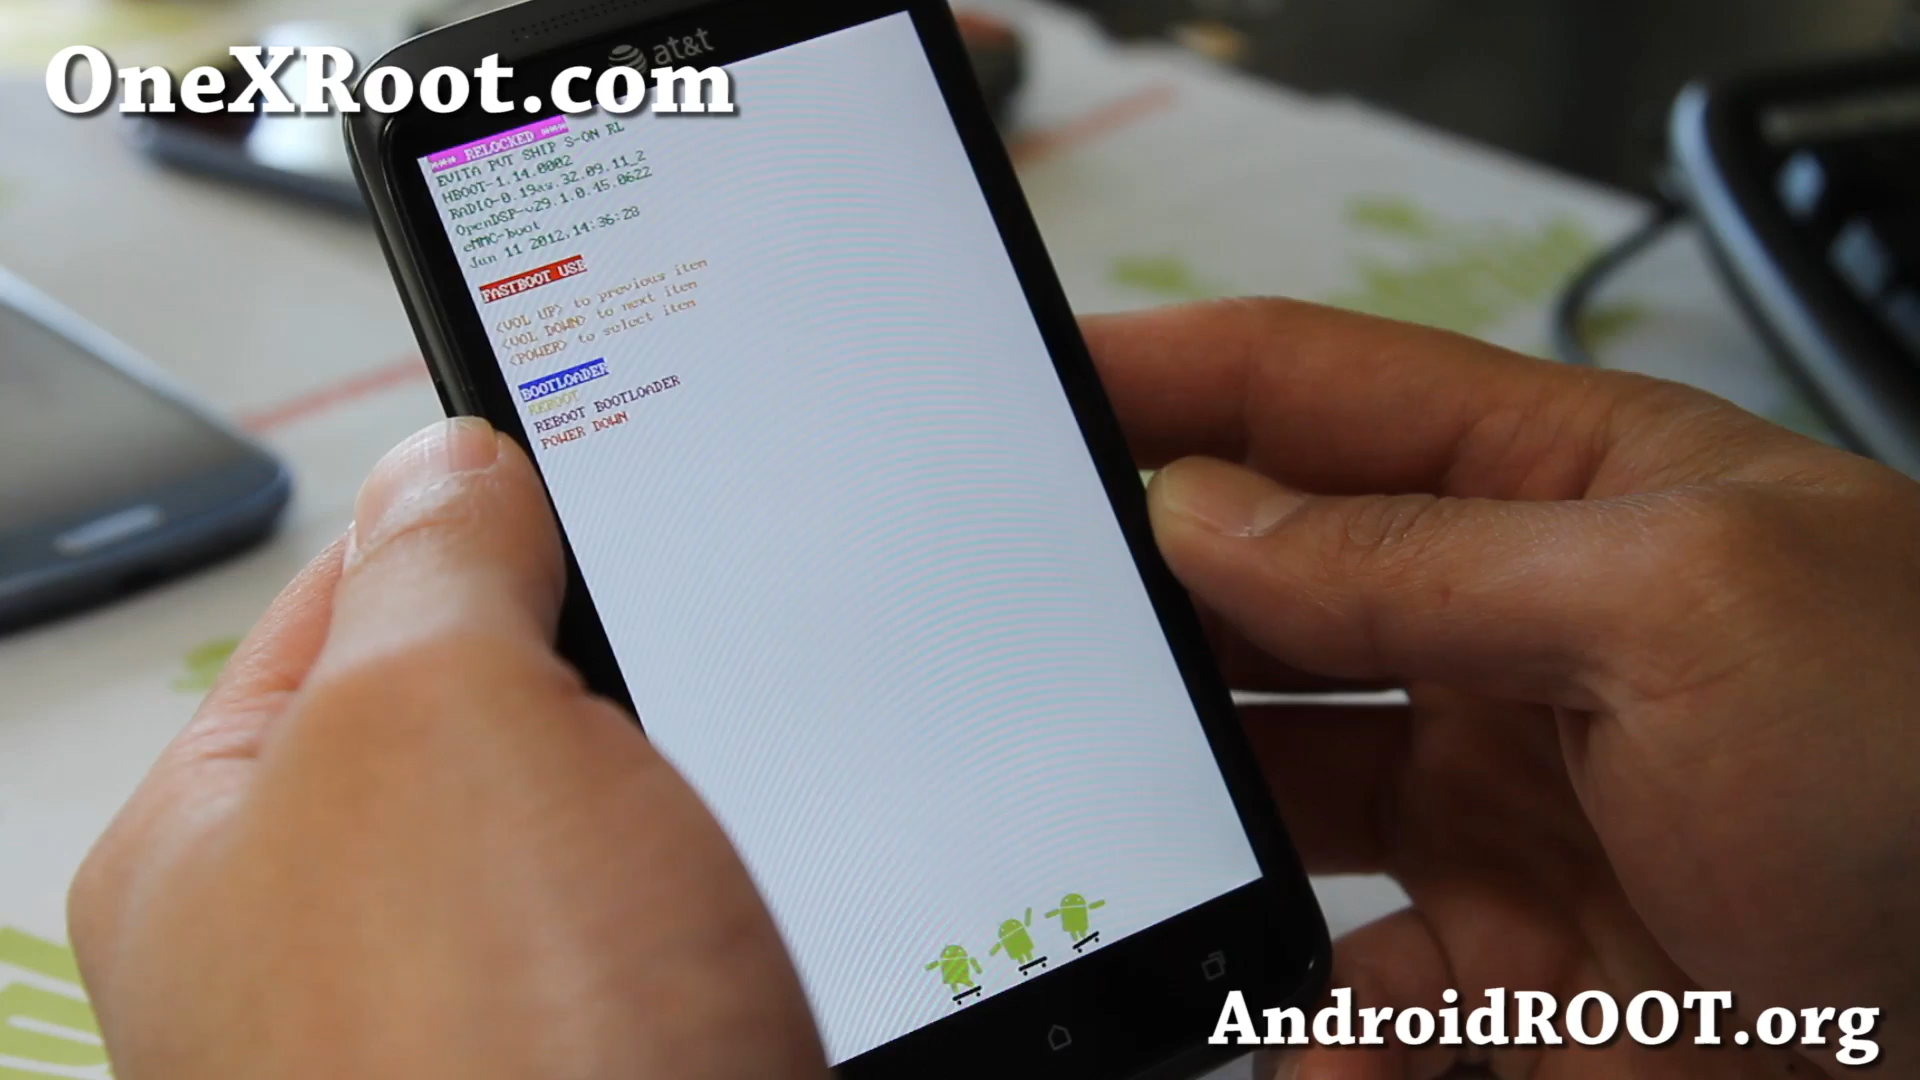 OneXRoot.com
at&t
*** RELOCKED ***
EVITA PVT SHIP S-ON RL
HBOOT-1.14.0002
RADIO-0.19as.32.09.11_2
OpenDSP-v29.1.0.45.0622
eMMC-boot
Jun 11 2012,14:36:28
FASTBOOT USB
<VOL UP> to previous item
<VOL DOWN> to next item
<POWER> to select item
BOOTLOADER
REBOOT
REBOOT BOOTLOADER
POWER DOWN
AndroidROOT.org